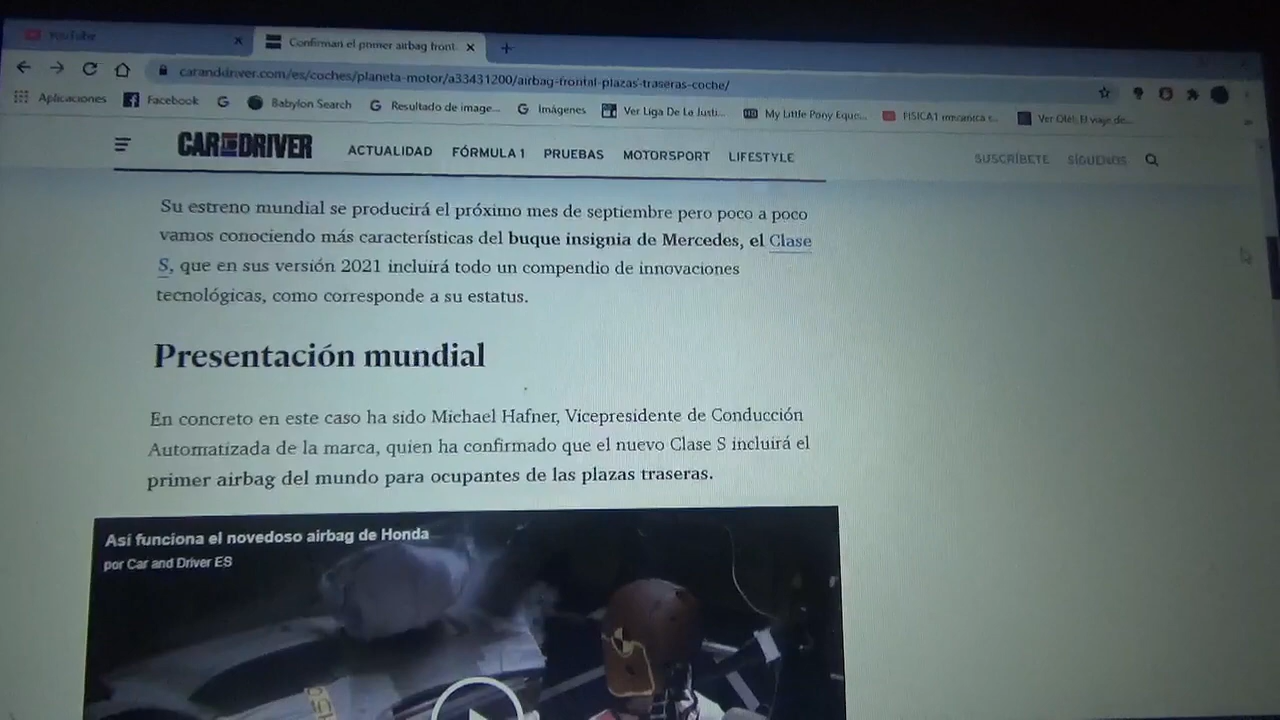 YouTube
Confirman el primer airbag front
caranddriver.com/es/coches/planeta-motor/a33431200/airbag-frontal-plazas-traseras-coche/
Aplicaciones
Facebook
Babylon Search
Resultado de image...
Imágenes
Ver Liga De La Justi...
My Little Pony Eque...
FISICA1
Ver Olé!, El viaje de...
CAR AND DRIVER
ACTUALIDAD
FÓRMULA 1
PRUEBAS
MOTORSPORT
LIFESTYLE
SUSCRÍBETE
SÍGUENOS
Su estreno mundial se producirá el próximo mes de septiembre pero poco a poco
vamos conociendo más características del buque insignia de Mercedes, el Clase
S, que en sus versión 2021 incluirá todo un compendio de innovaciones
tecnológicas, como corresponde a su estatus.
Presentación mundial
En concreto en este caso ha sido Michael Hafner, Vicepresidente de Conducción
Automatizada de la marca, quien ha confirmado que el nuevo Clase S incluirá el
primer airbag del mundo para ocupantes de las plazas traseras.
Así funciona el novedoso airbag de Honda
por Car and Driver ES